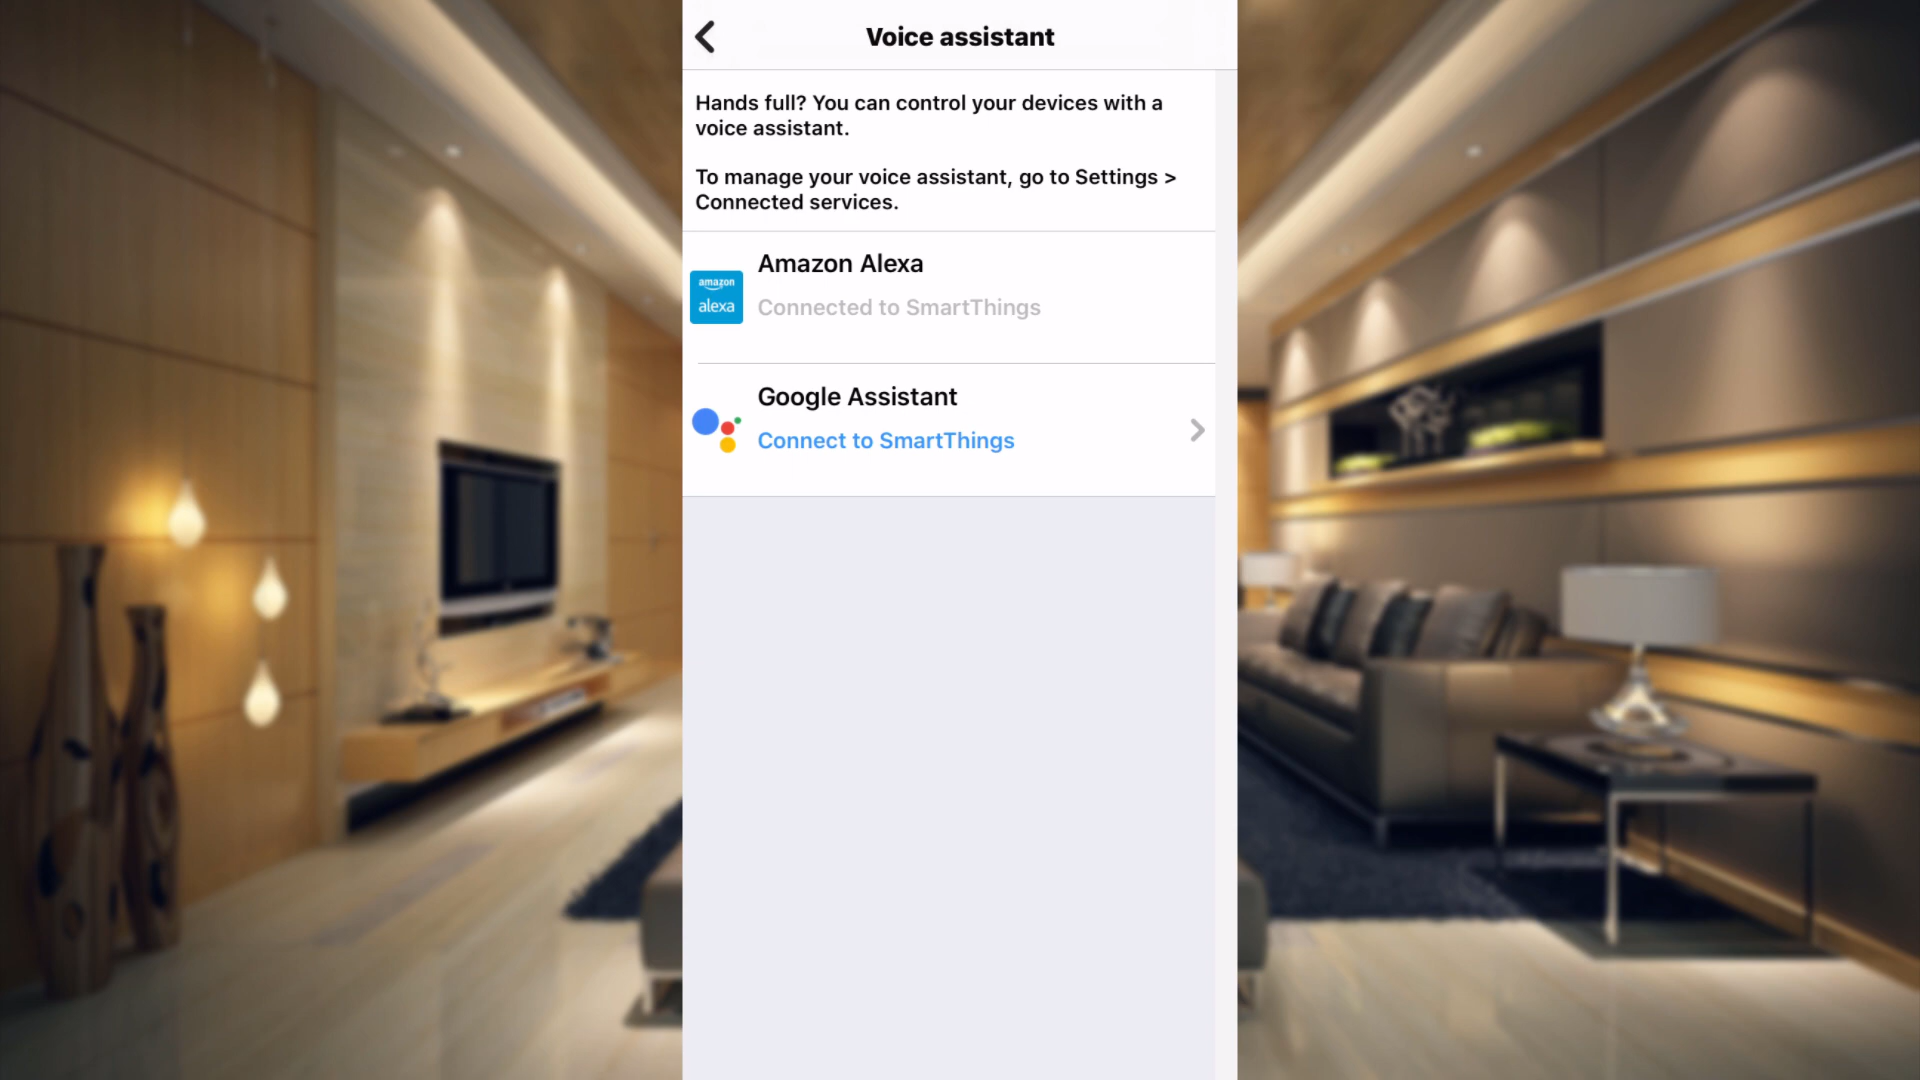 Voice assistant
Hands full? You can control your devices with a
voice assistant.
To manage your voice assistant, go to Settings >
Connected services.
Amazon Alexa
amazon
alexa
Connected to SmartThings
Google Assistant
Connect to SmartThings